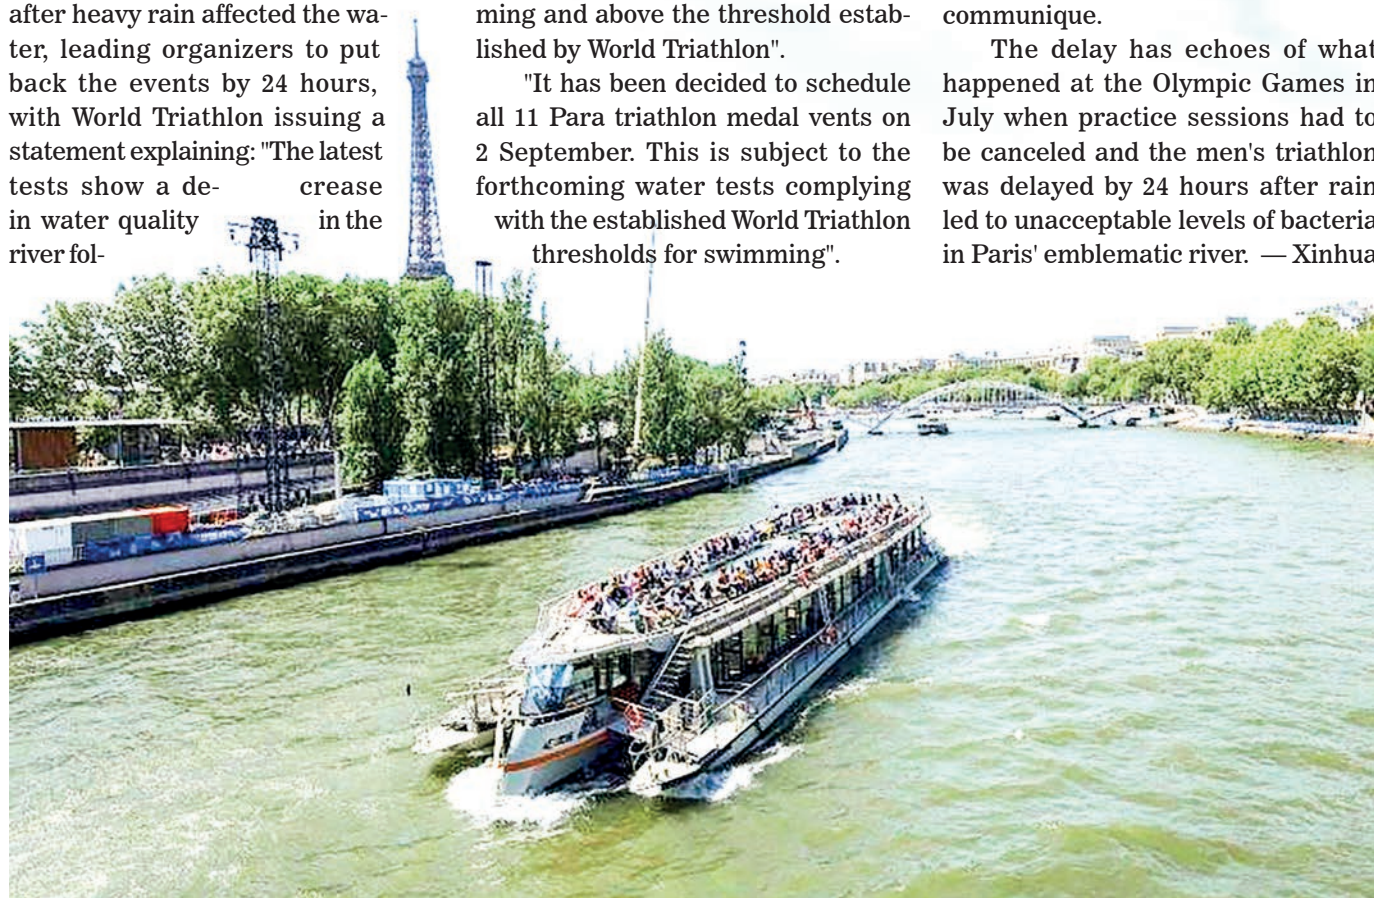 after heavy rain affected the wa-
ter, leading organizers to put
back the events by 24 hours,
with World Triathlon issuing a
statement explaining: "The latest
tests show a de- crease
in water quality in the
river fol-
ming and above the threshold estab-
lished by World Triathlon".
"It has been decided to schedule
all 11 Para triathlon medal vents on
2 September. This is subject to the
forthcoming water tests complying
with the established World Triathlon
thresholds for swimming".
communique.
The delay has echoes of what
happened at the Olympic Games in
July when practice sessions had to
be canceled and the men's triathlon
was delayed by 24 hours after rain
led to unacceptable levels of bacteria
in Paris' emblematic river. — Xinhua